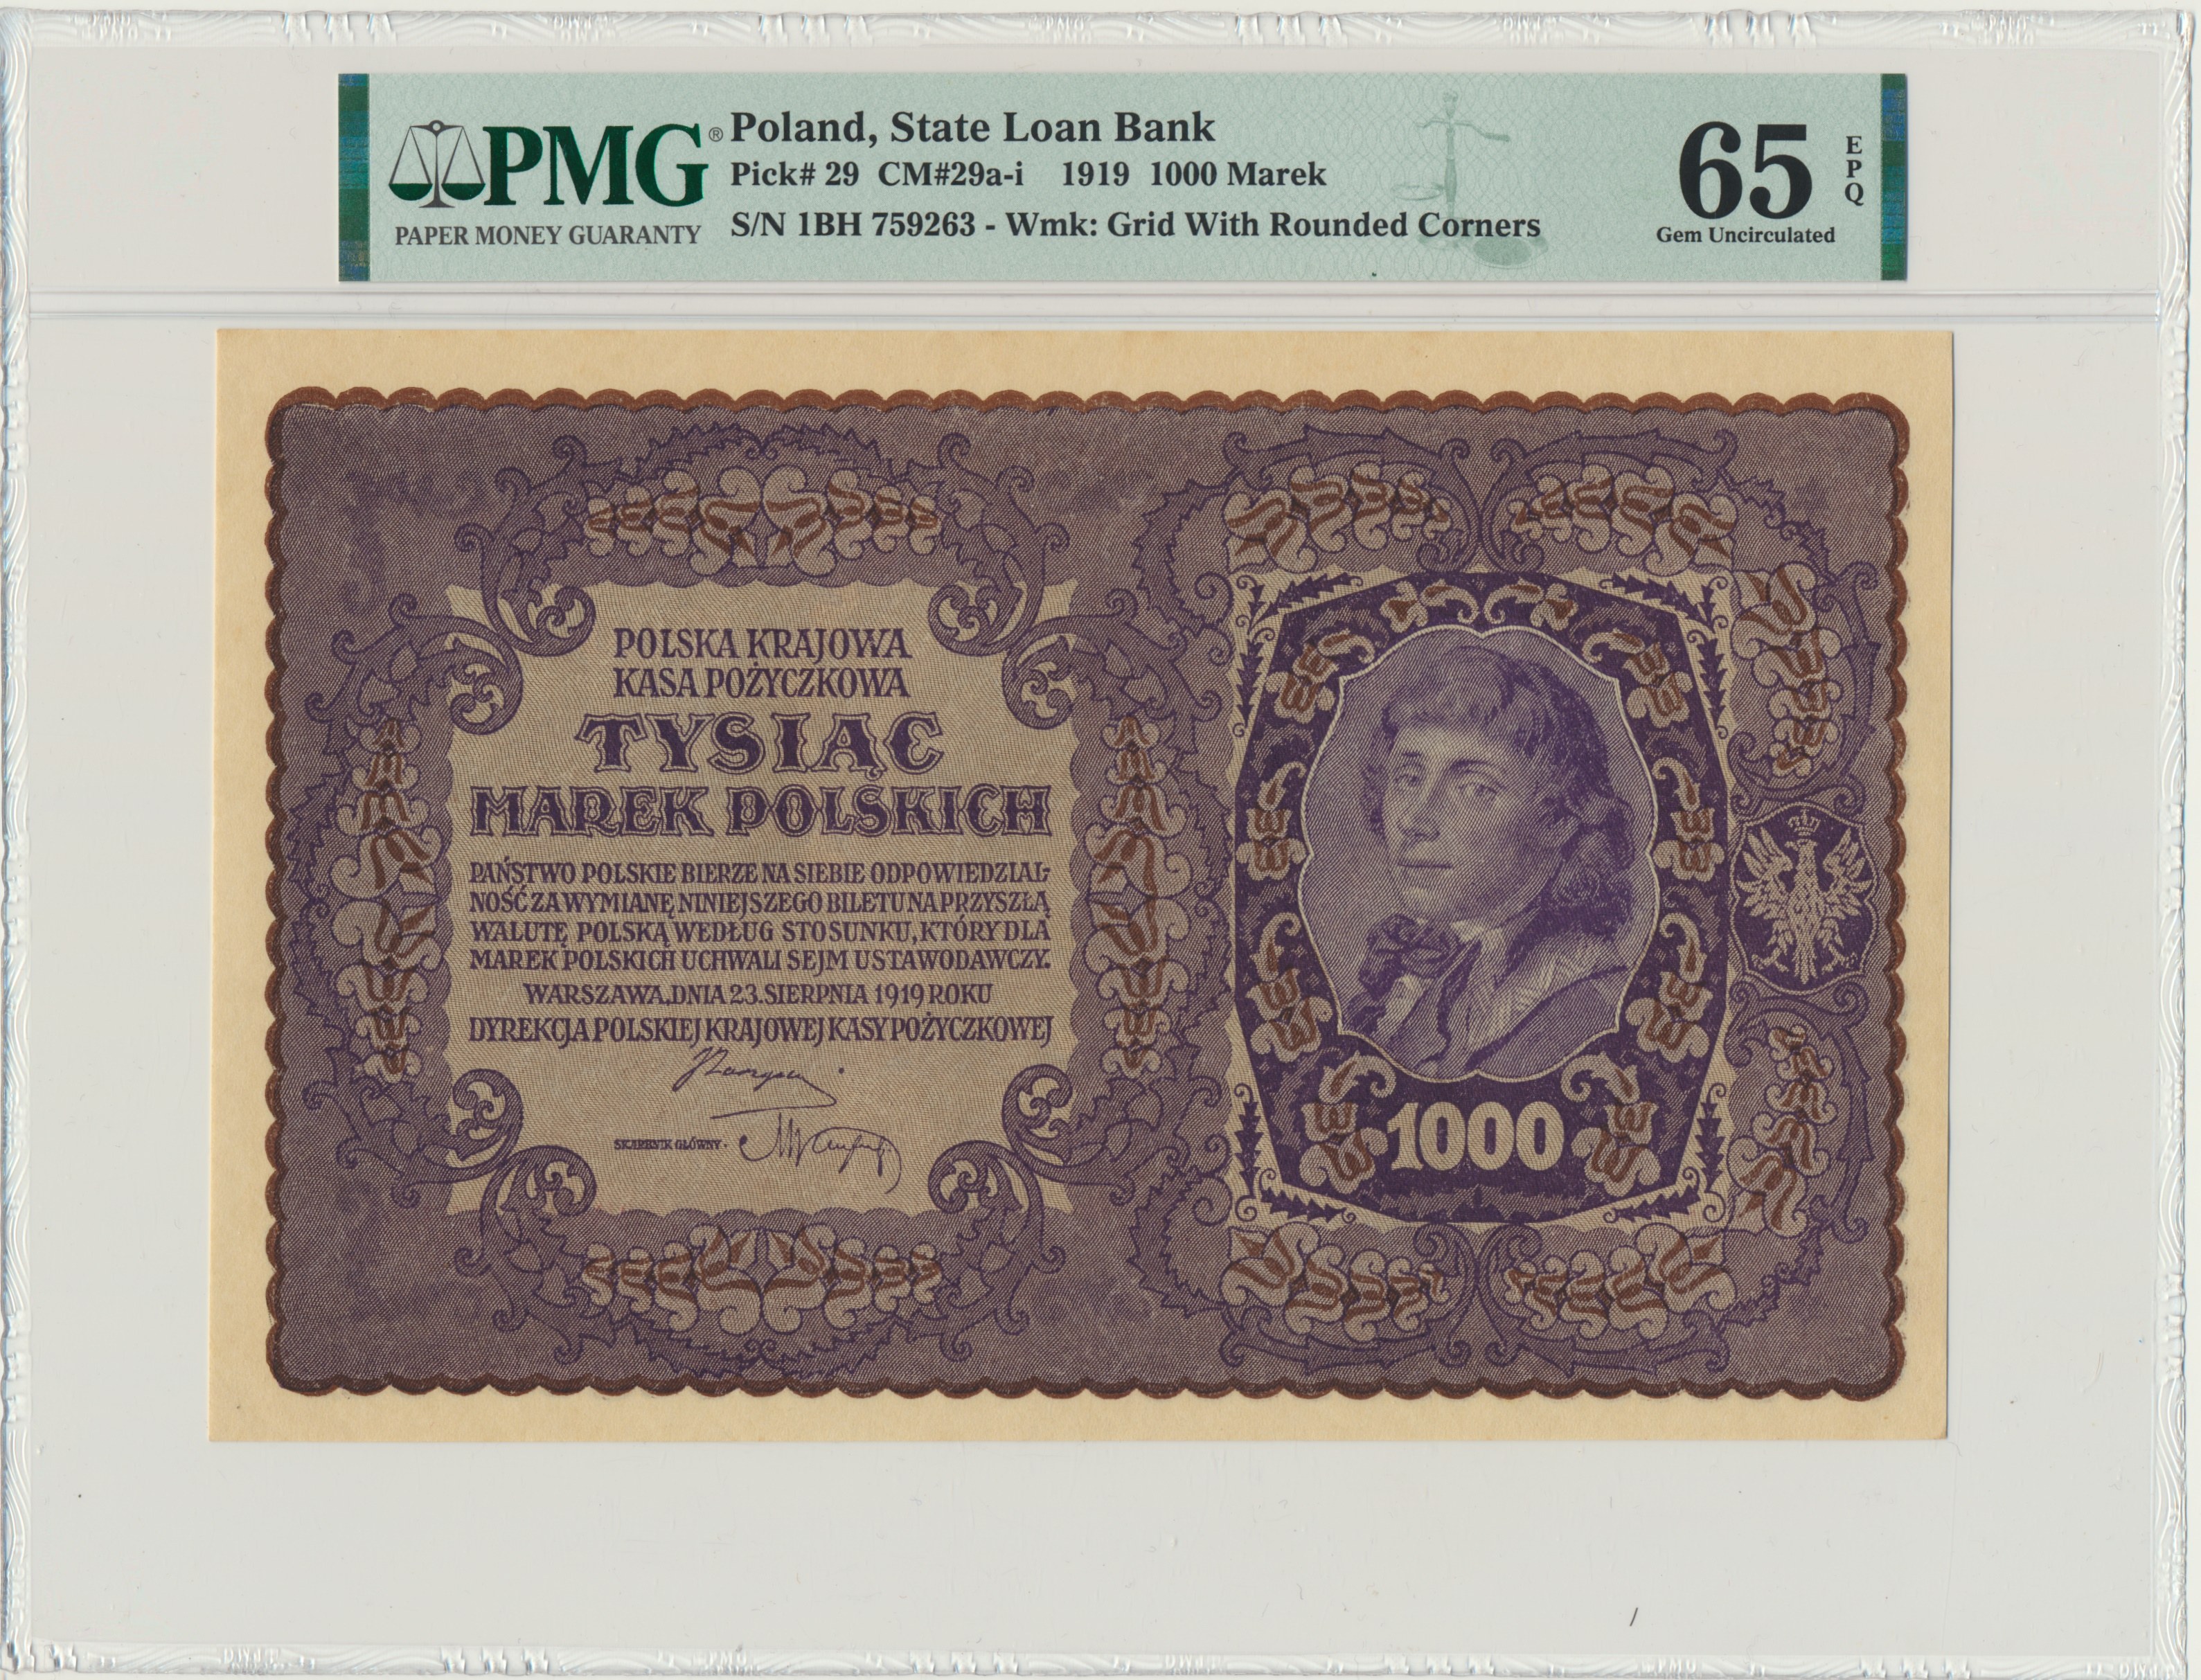 PMG®
PAPER MONEY GUARANTY
Poland, State Loan Bank
Pick# 29 CM#29a-i 1919 1000 Marek
S/N 1BH 759263 - Wmk: Grid With Rounded Corners
65
EPQ
Gem Uncirculated
POLSKA KRAJOWA
KASA POŻYCZKOWA
TYSIĄC
MAREK POLSKICH
PAŃSTWO POLSKIE BIERZE NA SIEBIE ODPOWIEDZIAL-
NOŚĆ ZA WYMIANĘ NINIEJSZEGO BILETU NA PRZYSZŁĄ
WALUTĘ POLSKĄ WEDŁUG STOSUNKU, KTÓRY DLA
MAREK POLSKICH UCHWALI SEJM USTAWODAWCZY.
WARSZAWA, DNIA 23. SIERPNIA 1919 ROKU
DYREKCJA POLSKIEJ KRAJOWEJ KASY POŻYCZKOWEJ
SKARBNIK GŁÓWNY.
1000